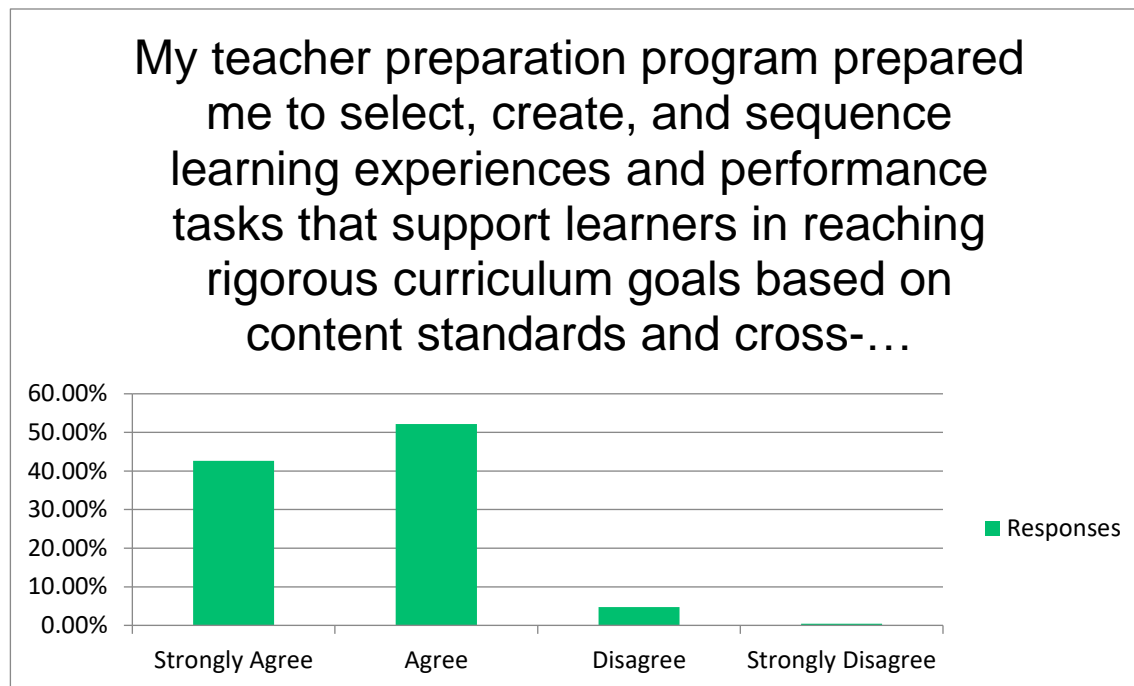 My teacher preparation program prepared
me to select, create, and sequence
learning experiences and performance
tasks that support learners in reaching
rigorous curriculum goals based on
content standards and cross-…
60.00%
50.00%
40.00%
30.00%
20.00%
10.00%
0.00%
Strongly Agree
Agree
Disagree
Strongly Disagree
Responses